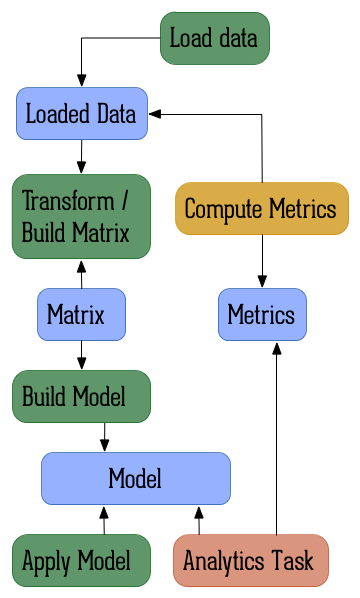 Load data
Loaded Data
Transform /
Build Matrix
Compute Metrics
Matrix
Metrics
Build Model
Model
Apply Model
Analytics Task